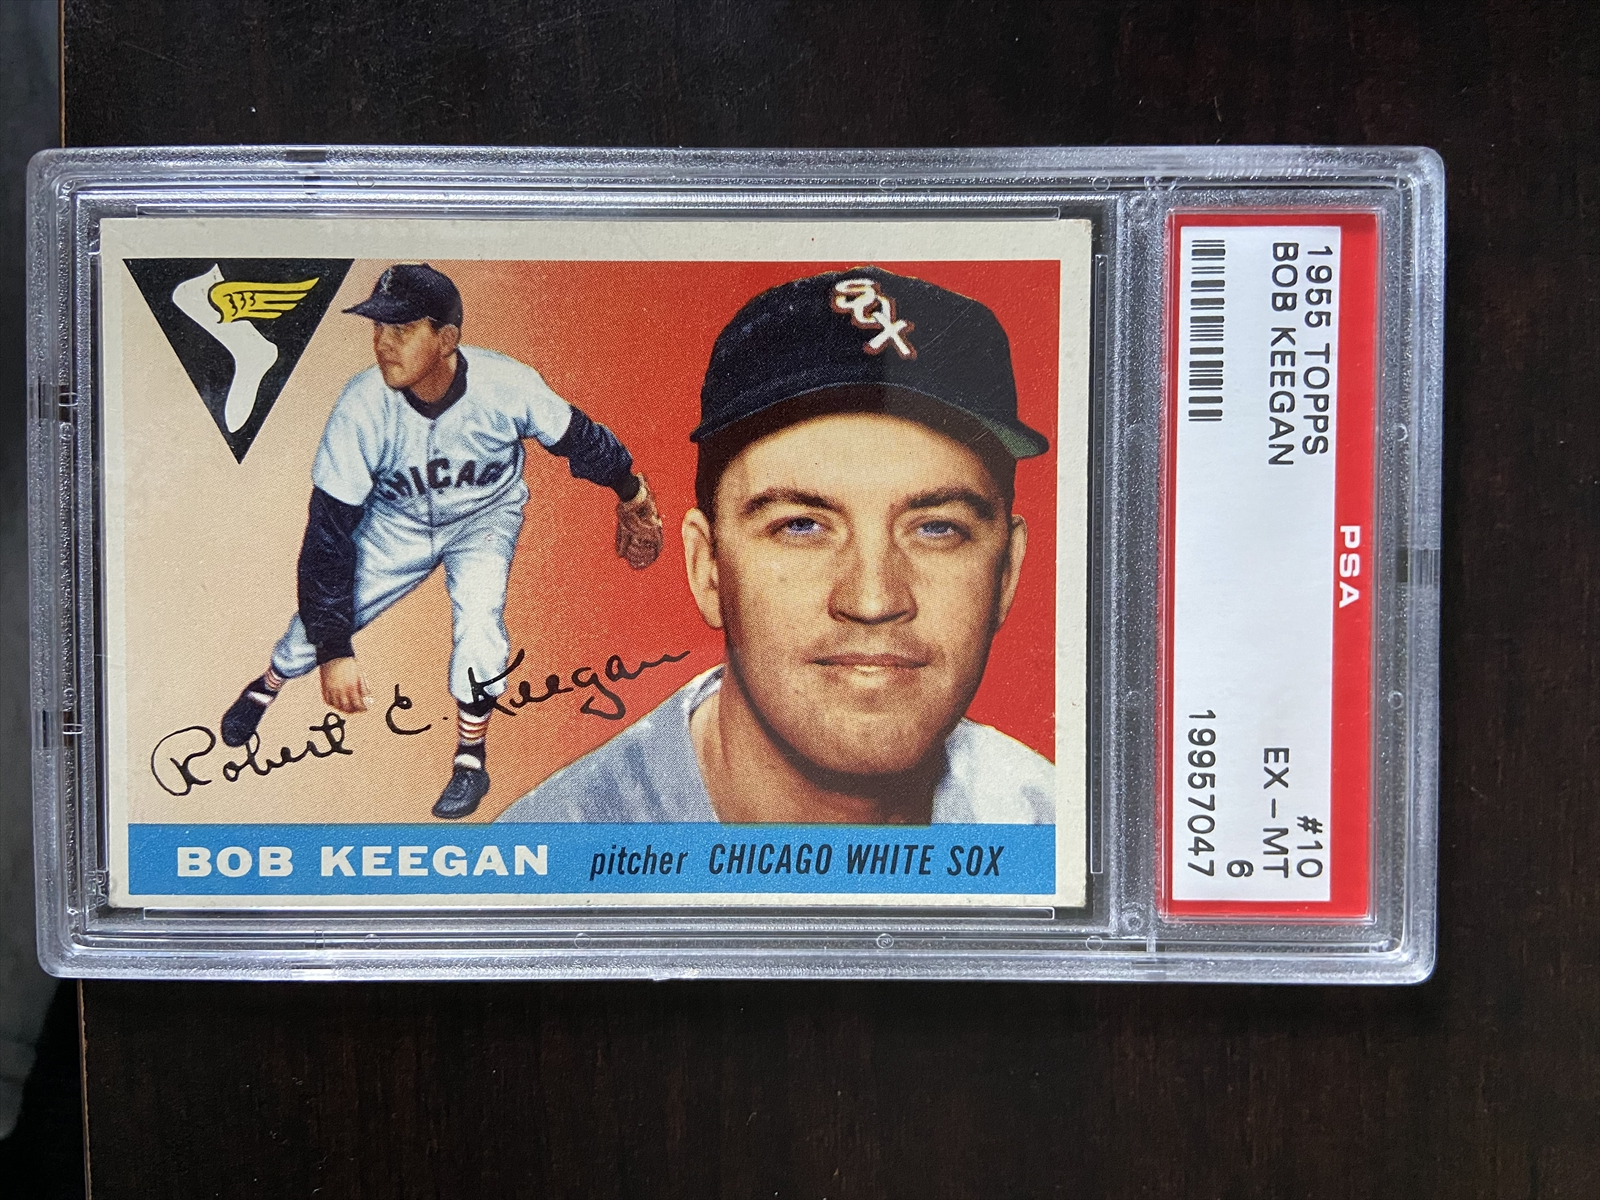 SOX
CHICAG
Robert C. Keegan
BOB KEEGAN pitcher CHICAGO WHITE SOX
1955 TOPPS #10
BOB KEEGAN EX-MT
6
19957047
PSA